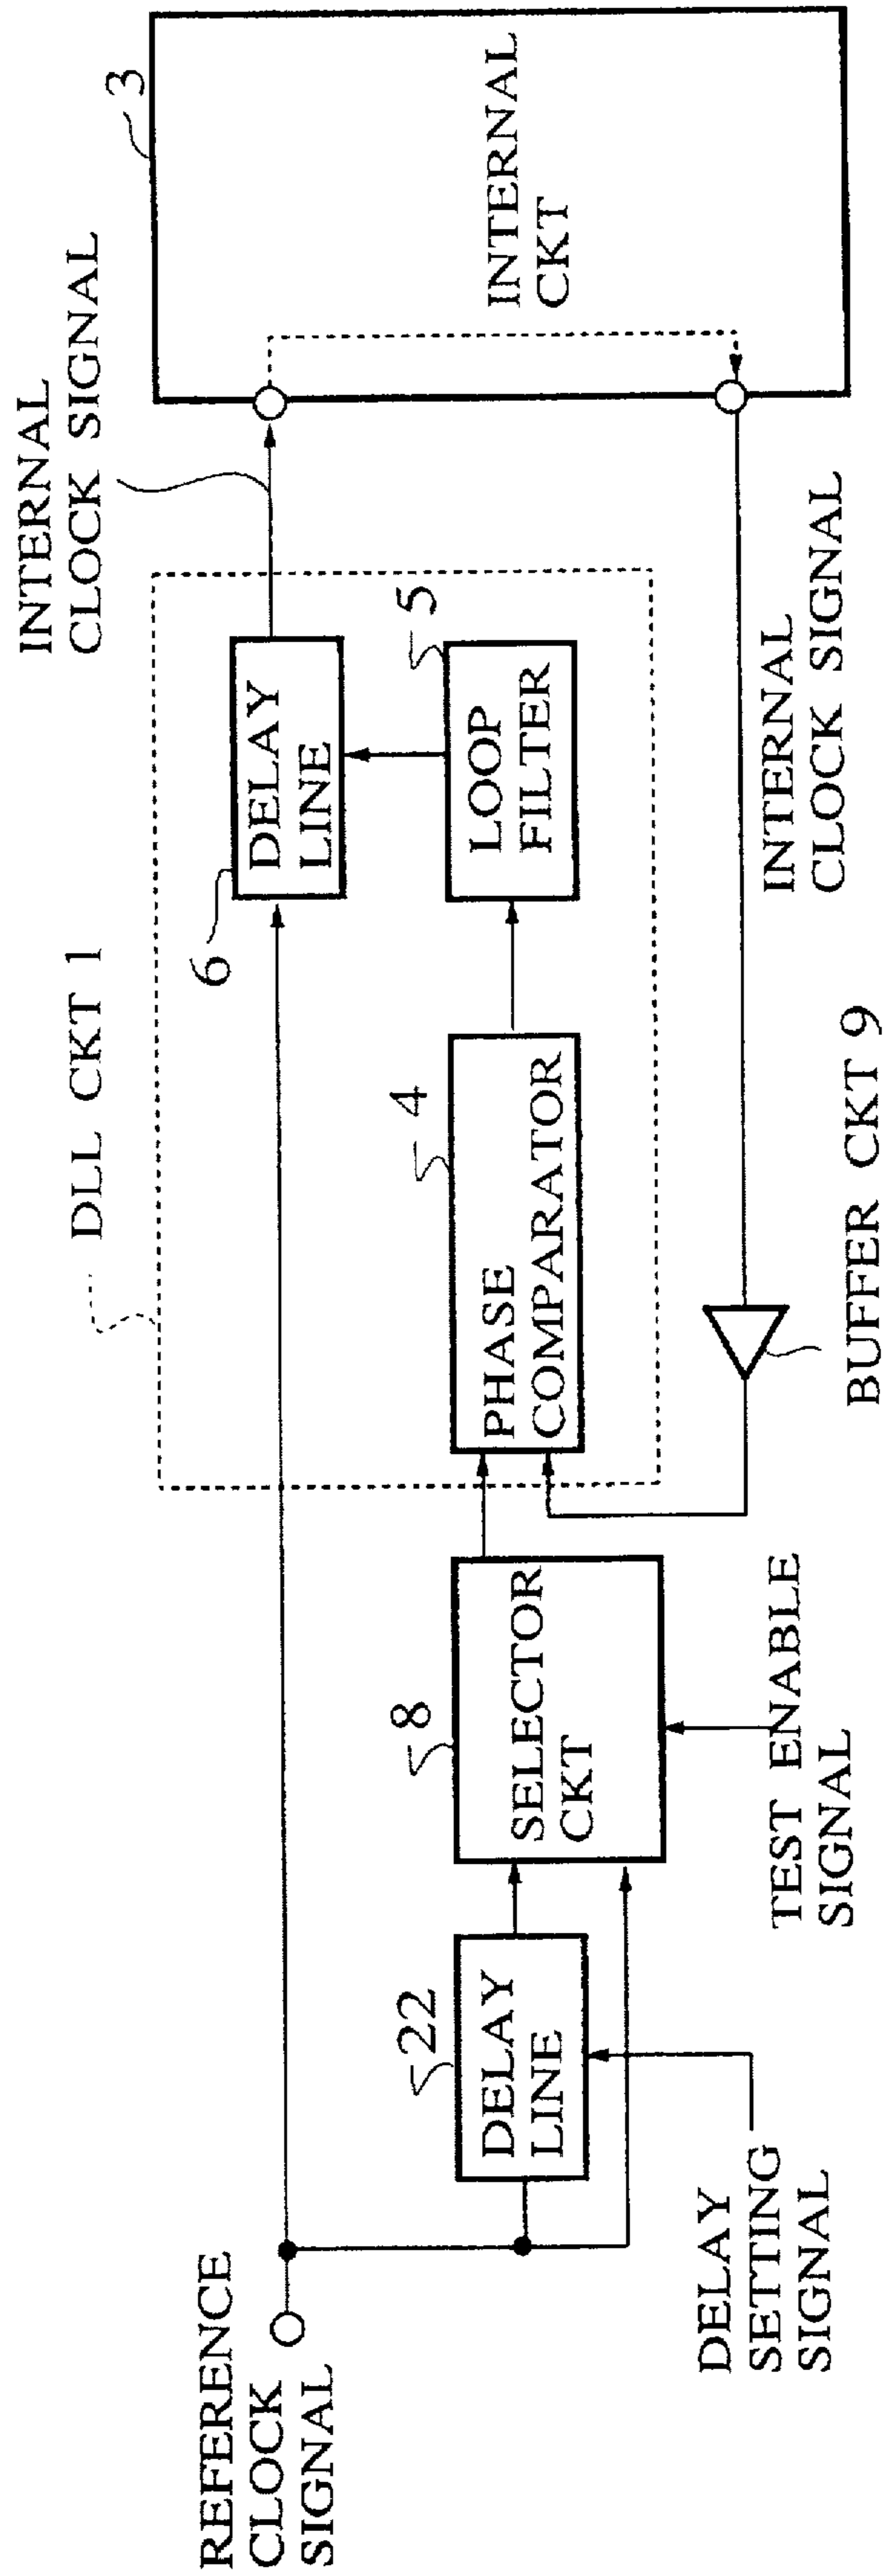 REFERENCE
CLOCK
SIGNAL
DELAY
SETTING
SIGNAL
22
DELAY
LINE
8
SELECTOR
CKT
TEST ENABLE
SIGNAL
DLL CKT 1
4
PHASE
COMPARATOR
BUFFER CKT 9
6
DELAY
LINE
5
LOOP
FILTER
INTERNAL
CLOCK SIGNAL
INTERNAL
CLOCK SIGNAL
3
INTERNAL
CKT